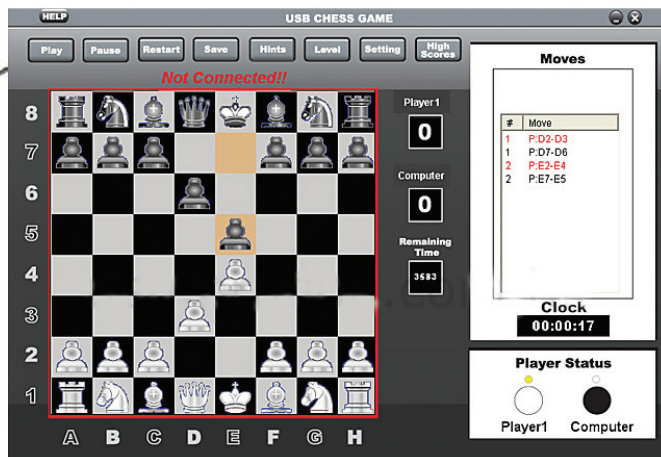 HELP
USB CHESS GAME
Play Pause Restart Save Hints Level Setting High Scores
Not Connected!!
Moves
# Move
1 P:D2-D3
1 P:D7-D6
2 P:E2-E4
2 P:E7-E5
Player1
0
Computer
0
Remaining
Time
3583
Clock
00:00:17
Player Status
Player1 Computer
8
7
6
5
4
3
2
1
A B C D E F G H